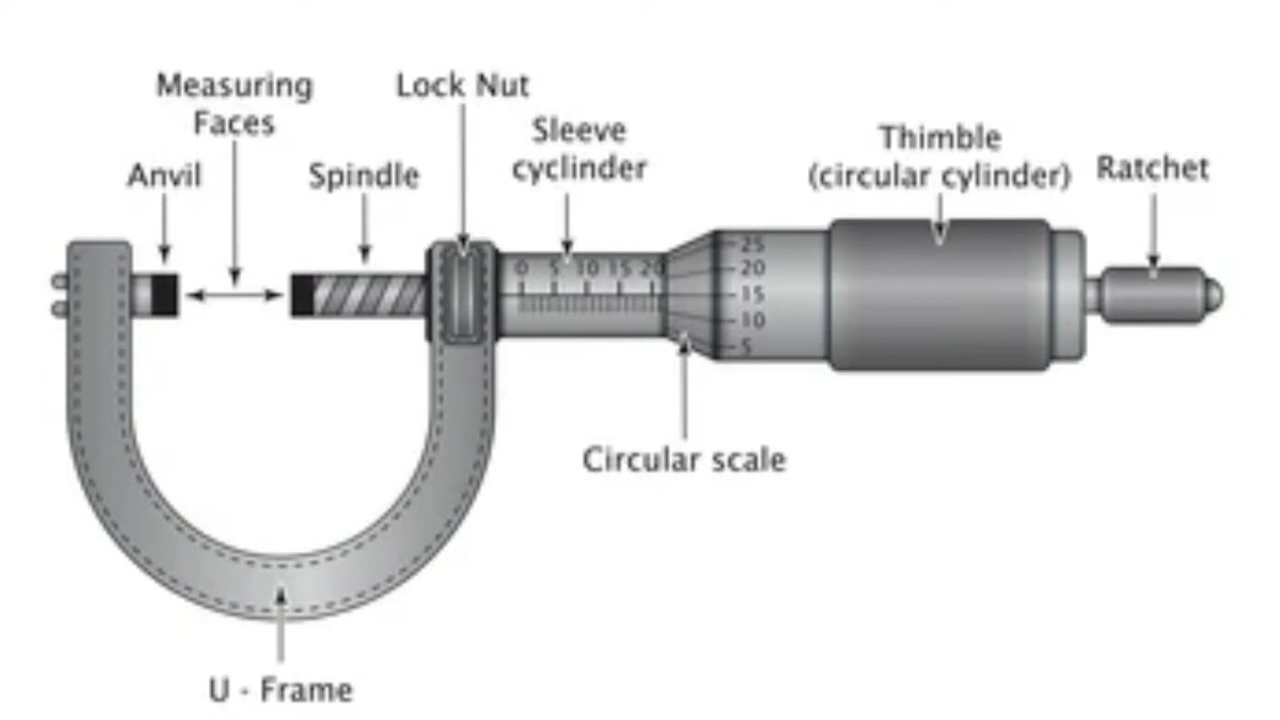 Measuring
Faces
Lock Nut
Sleeve
cyclinder
Thimble
(circular cylinder)
Ratchet
Anvil
Spindle
0 5 10 15 20
25
20
15
10
5
Circular scale
U - Frame